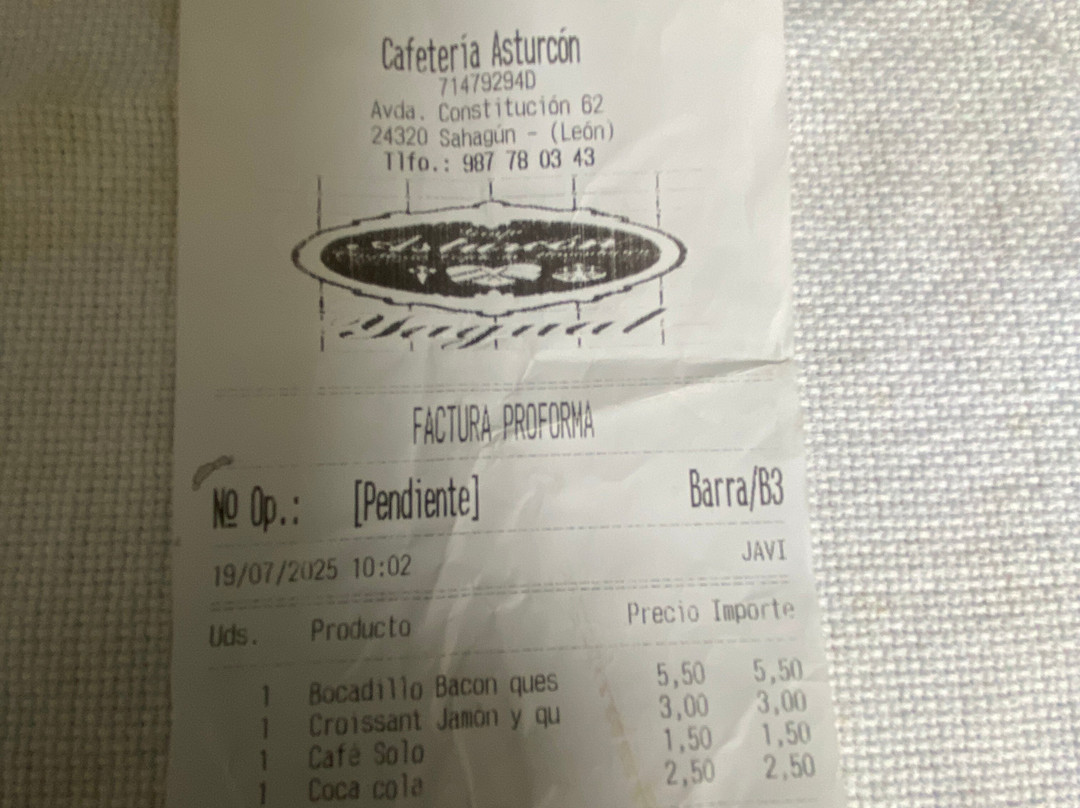 Cafetería Asturcón
71479294D
Avda. Constitución 62
24320 Sahagún - (León)
Tlfo.: 987 78 03 43
FACTURA PROFORMA
Nº Op.: [Pendiente] Barra/B3
19/07/2025 10:02 JAVI
Uds. Producto Precio Importe
1 Bocadillo Bacon ques 5,50 5,50
1 Croissant Jamon y qu 3,00 3,00
1 Café Solo 1,50 1,50
1 Coca cola 2,50 2,50